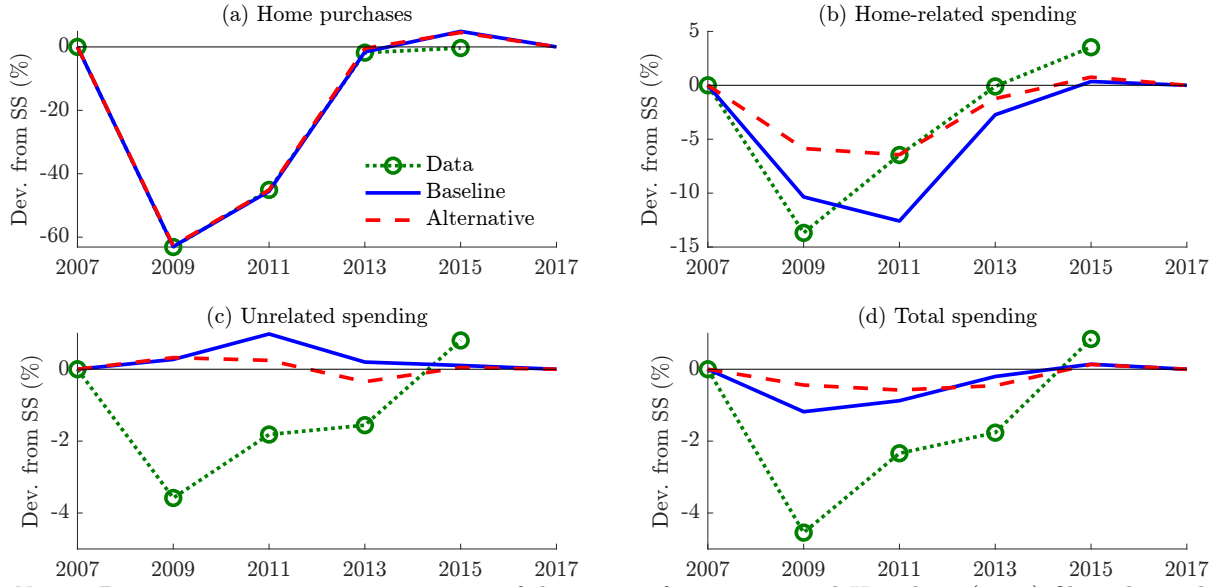 (a) Home purchases
Dev. from SS (%)
0
-20
-40
-60
2007 2009 2011 2013 2015 2017
Data
Baseline
Alternative
(b) Home-related spending
Dev. from SS (%)
5
0
-5
-10
-15
2007 2009 2011 2013 2015 2017
(c) Unrelated spending
Dev. from SS (%)
0
-2
-4
2007 2009 2011 2013 2015 2017
(d) Total spending
Dev. from SS (%)
0
-2
-4
2007 2009 2011 2013 2015 2017